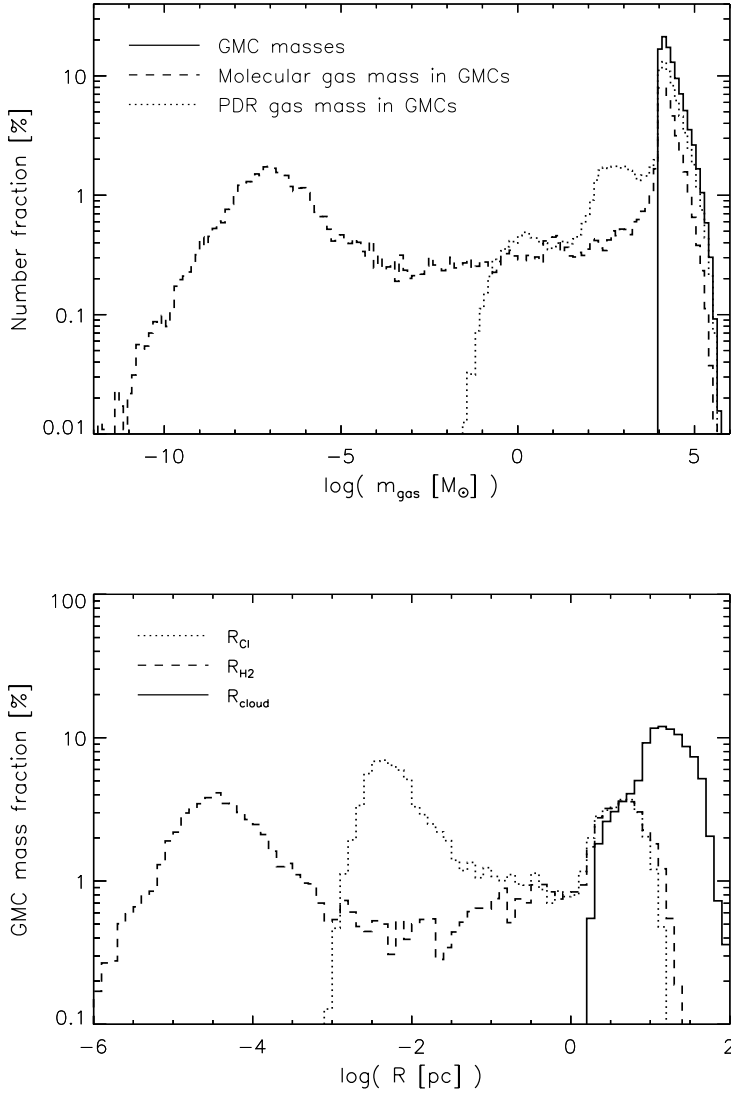 GMC masses
Molecular gas mass in GMCs
PDR gas mass in GMCs
Number fraction [%]
10
1
0.1
0.01
−10 −5 0 5
log( m_gas [M_⊙] )
R_CI
R_H2
R_cloud
GMC mass fraction [%]
100
10
1
0.1
−6 −4 −2 0 2
log( R [pc] )